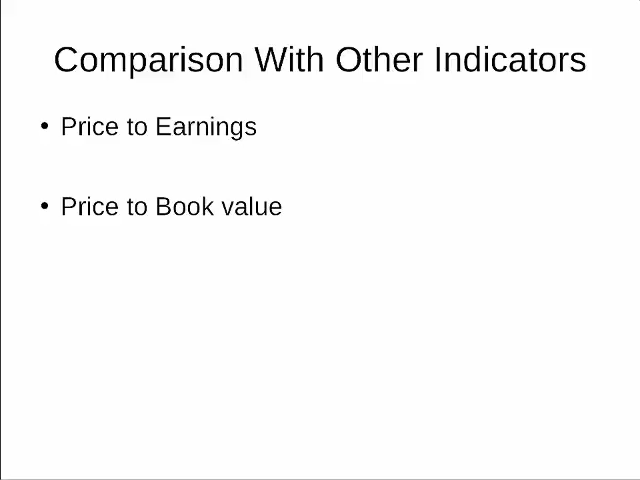 Comparison With Other Indicators
• Price to Earnings
• Price to Book value